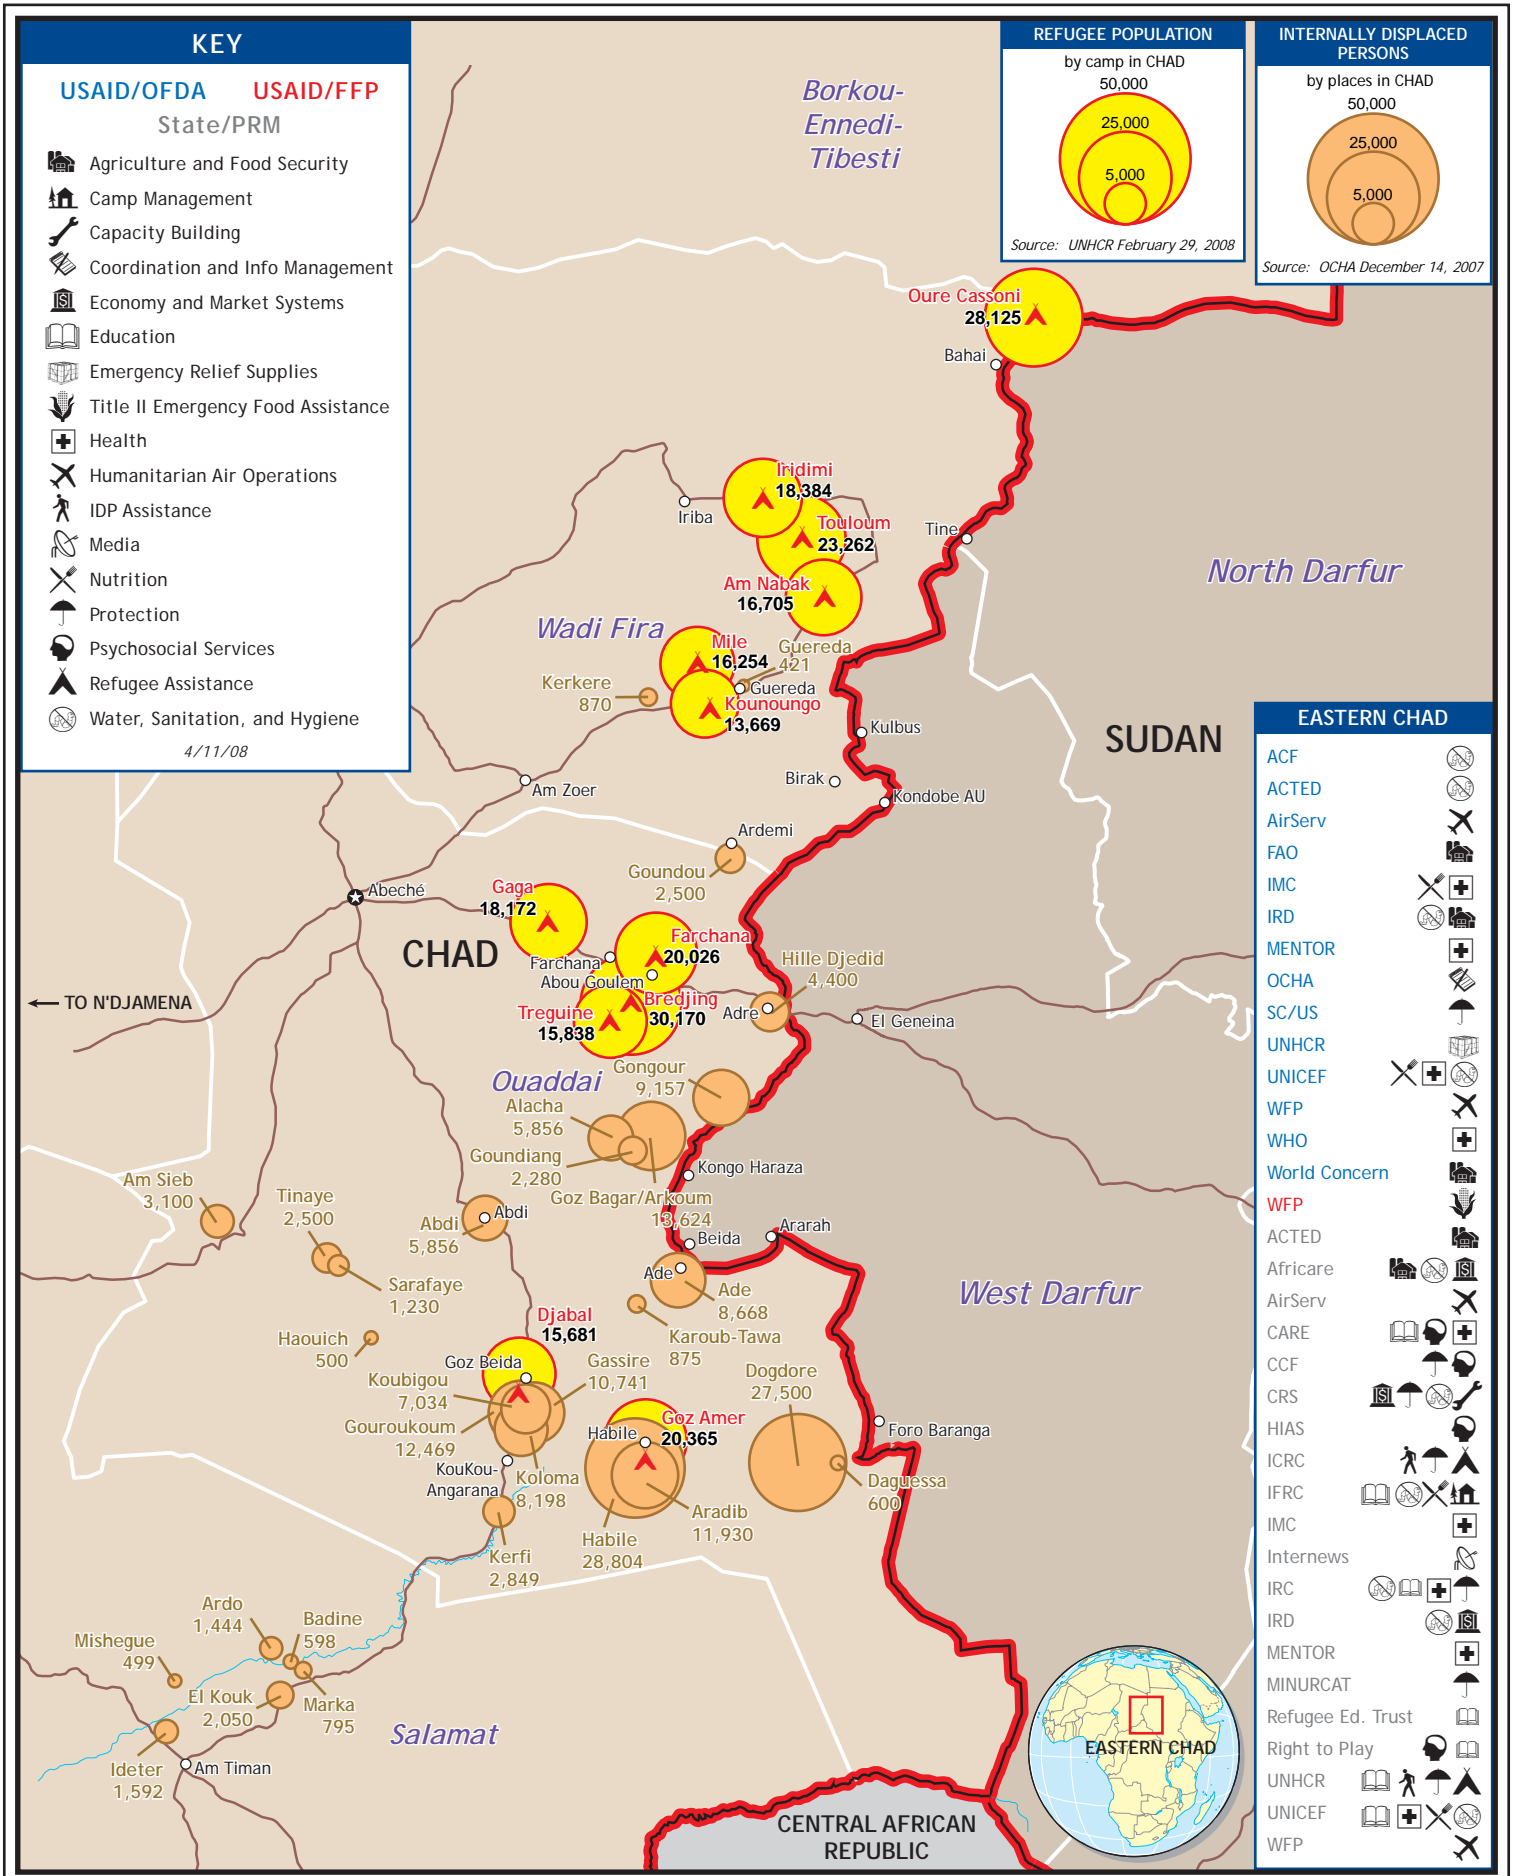 KEY
USAID/OFDA USAID/FFP
State/PRM
Agriculture and Food Security
Camp Management
Capacity Building
Coordination and Info Management
Economy and Market Systems
Education
Emergency Relief Supplies
Title II Emergency Food Assistance
Health
Humanitarian Air Operations
IDP Assistance
Media
Nutrition
Protection
Psychosocial Services
Refugee Assistance
Water, Sanitation, and Hygiene
4/11/08
REFUGEE POPULATION
by camp in CHAD
50,000
25,000
5,000
Source: UNHCR February 29, 2008
INTERNALLY DISPLACED
PERSONS
by places in CHAD
50,000
25,000
5,000
Source: OCHA December 14, 2007
Borkou-
Ennedi-
Tibesti
Oure Cassoni
28,125
Bahai
Iridimi
18,384
Iriba
Touloum
23,262
Tine
Am Nabak
16,705
North Darfur
Wadi Fira
Mile
16,254
Guereda
421
Kerkere
870
Guereda
Kounoungo
13,669
Kulbus
SUDAN
Birak
Am Zoer
Kondobe AU
Ardemi
Goundou
2,500
Abeché
Gaga
18,172
CHAD
Farchana
20,026
Farchana
Abou Goulem
Hille Djedid
4,400
TO N'DJAMENA
Bredjing
30,170
Treguine
15,838
Adre
El Geneina
Ouaddai
Gongour
9,157
Alacha
5,856
Goundiang
2,280
Kongo Haraza
Goz Bagar/Arkoum
13,624
Am Sieb
3,100
Tinaye
2,500
Abdi
5,856
Abdi
Beida
Ararah
Ade
Ade
8,668
Sarafaye
1,230
West Darfur
Haouich
500
Djabal
15,681
Karoub-Tawa
875
Goz Beida
Gassire
10,741
Koubigou
7,034
Dogdore
27,500
Gouroukoum
12,469
Goz Amer
20,365
Habile
Foro Baranga
KouKou-
Angarana
Koloma
8,198
Daguessa
600
Aradib
11,930
Habile
28,804
Kerfi
2,849
Ardo
1,444
Badine
598
Mishegue
499
El Kouk
2,050
Marka
795
Salamat
Ideter
1,592
Am Timan
CENTRAL AFRICAN
REPUBLIC
EASTERN CHAD
EASTERN CHAD
ACF
ACTED
AirServ
FAO
IMC
IRD
MENTOR
OCHA
SC/US
UNHCR
UNICEF
WFP
WHO
World Concern
WFP
ACTED
Africare
AirServ
CARE
CCF
CRS
HIAS
ICRC
IFRC
IMC
Internews
IRC
IRD
MENTOR
MINURCAT
Refugee Ed. Trust
Right to Play
UNHCR
UNICEF
WFP